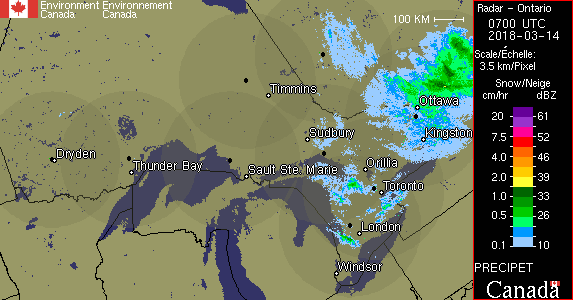 Environment Environnement
Canada Canada
100 KM
Timmins
Ottawa
Sudbury
Kingston
Dryden
Thunder Bay
Sault Ste. Marie
Orillia
Toronto
London
Windsor
Radar - Ontario
0700 UTC
2018-03-14
Scale/Échelle:
3.5 km/Pixel
Snow/Neige
cm/hr dBZ
20 61
7.5 52
4.0 46
2.0 39
1.0 33
0.5 26
0.1 10
PRECIPET
Canada